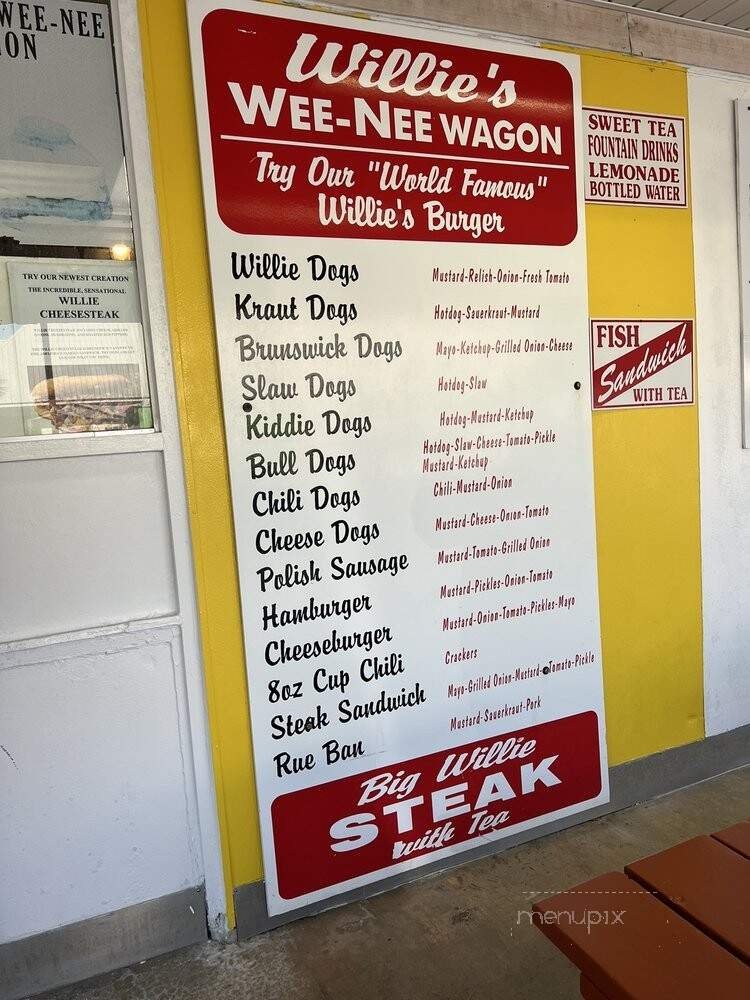 WEE-NEE
ON
TRY OUR NEWEST CREATION
THE INCREDIBLE, SENSATIONAL
WILLIE
CHEESESTEAK
Willie's
WEE-NEE WAGON
Try Our "World Famous"
Willie's Burger
Willie Dogs Mustard-Relish-Onion-Fresh Tomato
Kraut Dogs Hotdog-Sauerkraut-Mustard
Brunswick Dogs Mayo-Ketchup-Grilled Onion-Cheese
Slaw Dogs Hotdog-Slaw
Kiddie Dogs Hotdog-Mustard-Ketchup
Bull Dogs Hotdog-Slaw-Cheese-Tomato-Pickle
Mustard-Ketchup
Chili Dogs Chili-Mustard-Onion
Cheese Dogs Mustard-Cheese-Onion-Tomato
Polish Sausage Mustard-Tomato-Grilled Onion
Hamburger Mustard-Pickles-Onion-Tomato
Cheeseburger Mustard-Onion-Tomato-Pickles-Mayo
8oz Cup Chili Crackers
Steak Sandwich Mayo-Grilled Onion-Mustard-Tomato-Pickle
Rue Ban Mustard-Sauerkraut-Pork
Big Willie
STEAK
with Tea
SWEET TEA
FOUNTAIN DRINKS
LEMONADE
BOTTLED WATER
FISH
Sandwich
WITH TEA
menupix